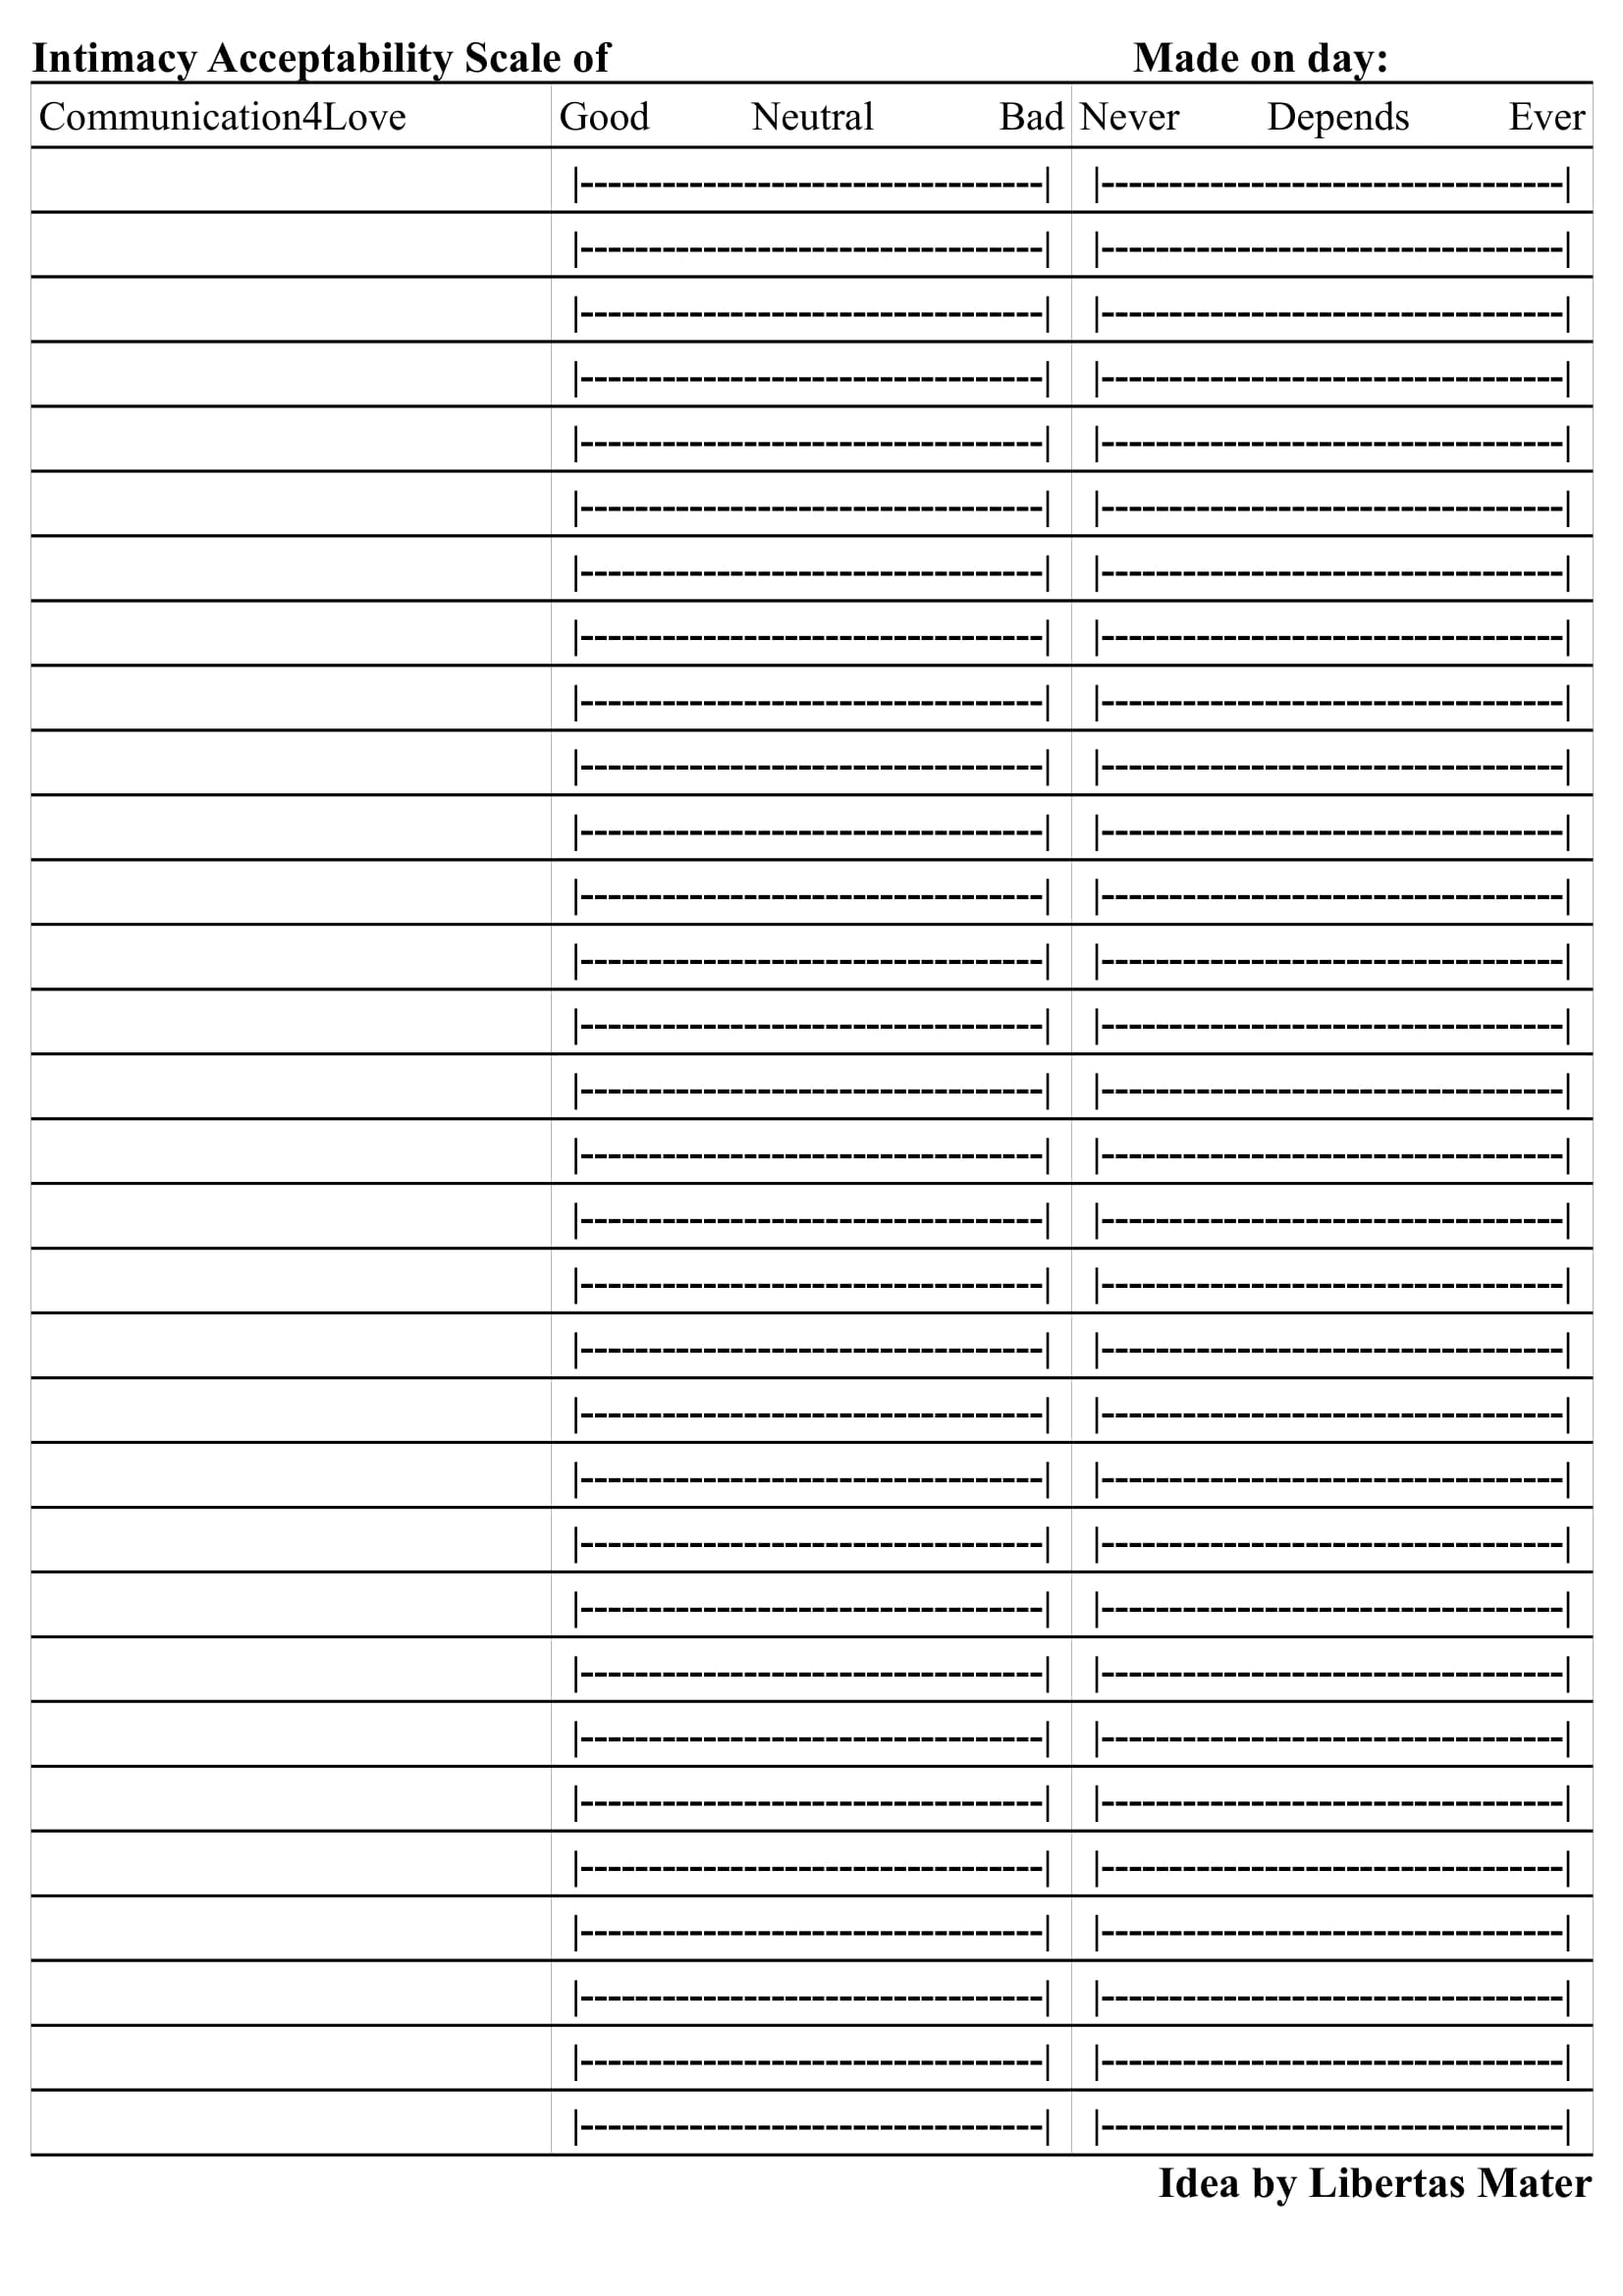 Intimacy Acceptability Scale of Made on day:
Communication4Love Good Neutral Bad Never Depends Ever
Idea by Libertas Mater